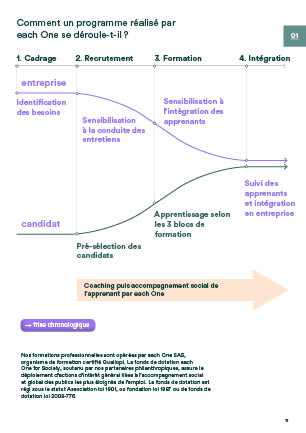 Comment un programme réalisé par
each One se déroule-t-il ?
01
1. Cadrage
2. Recrutement
3. Formation
4. Intégration
entreprise
Identification
des besoins
Sensibilisation
à la conduite des
entretiens
Sensibilisation à
l'intégration des
apprenants
Suivi des
apprenants
et intégration
en entreprise
candidat
Apprentissage selon
les 3 blocs de
formation
Pré-sélection des
candidats
Coaching puis accompagnement social de
l'apprenant par each One
→ frise chronologique
Nos formations professionnelles sont opérées par each One SAS,
organisme de formation certifié Qualiopi. Le fonds de dotation each
One for Society, soutenu par nos partenaires philanthropiques, assure le
déploiement d'actions d'intérêt général liées à l'accompagnement social
et global des publics les plus éloignés de l'emploi. Le fonds de dotation est
régi sous le statut Association loi 1901, ou fondation loi 1987 ou de fonds de
dotation loi 2008-776.